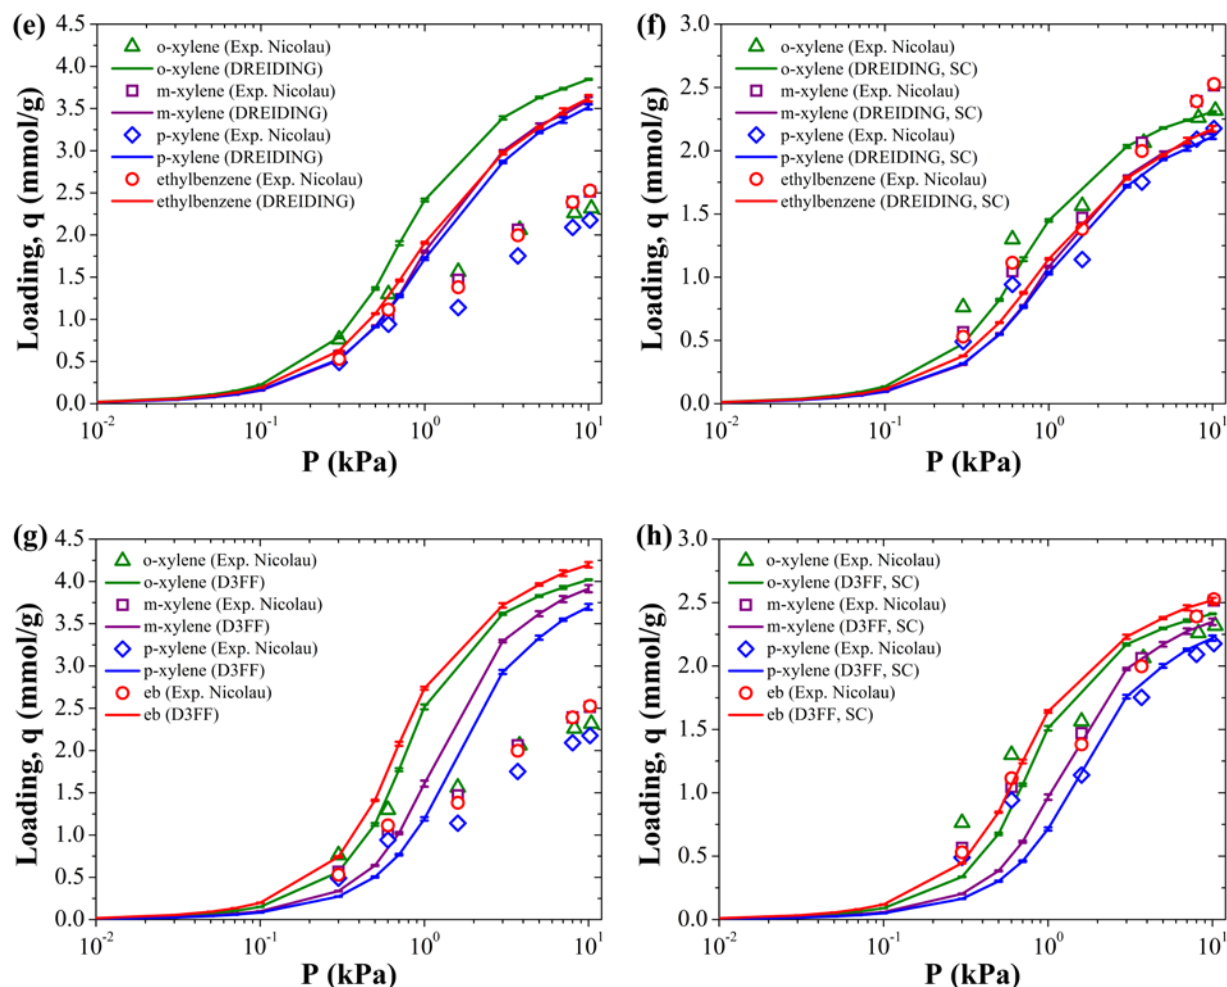 (e)
4.5
4.0
3.5
3.0
2.5
2.0
1.5
1.0
0.5
0.0
Loading, q (mmol/g)
o-xylene (Exp. Nicolau)
o-xylene (DREIDING)
m-xylene (Exp. Nicolau)
m-xylene (DREIDING)
p-xylene (Exp. Nicolau)
p-xylene (DREIDING)
ethylbenzene (Exp. Nicolau)
ethylbenzene (DREIDING)
10⁻² 10⁻¹ 10⁰ 10¹
P (kPa)
(f)
3.0
2.5
2.0
1.5
1.0
0.5
0.0
Loading, q (mmol/g)
o-xylene (Exp. Nicolau)
o-xylene (DREIDING, SC)
m-xylene (Exp. Nicolau)
m-xylene (DREIDING, SC)
p-xylene (Exp. Nicolau)
p-xylene (DREIDING, SC)
ethylbenzene (Exp. Nicolau)
ethylbenzene (DREIDING, SC)
10⁻² 10⁻¹ 10⁰ 10¹
P (kPa)
(g)
4.5
4.0
3.5
3.0
2.5
2.0
1.5
1.0
0.5
0.0
Loading, q (mmol/g)
o-xylene (Exp. Nicolau)
o-xylene (D3FF)
m-xylene (Exp. Nicolau)
m-xylene (D3FF)
p-xylene (Exp. Nicolau)
p-xylene (D3FF)
eb (Exp. Nicolau)
eb (D3FF)
10⁻² 10⁻¹ 10⁰ 10¹
P (kPa)
(h)
3.0
2.5
2.0
1.5
1.0
0.5
0.0
Loading, q (mmol/g)
o-xylene (Exp. Nicolau)
o-xylene (D3FF, SC)
m-xylene (Exp. Nicolau)
m-xylene (D3FF, SC)
p-xylene (Exp. Nicolau)
p-xylene (D3FF, SC)
eb (Exp. Nicolau)
eb (D3FF, SC)
10⁻² 10⁻¹ 10⁰ 10¹
P (kPa)